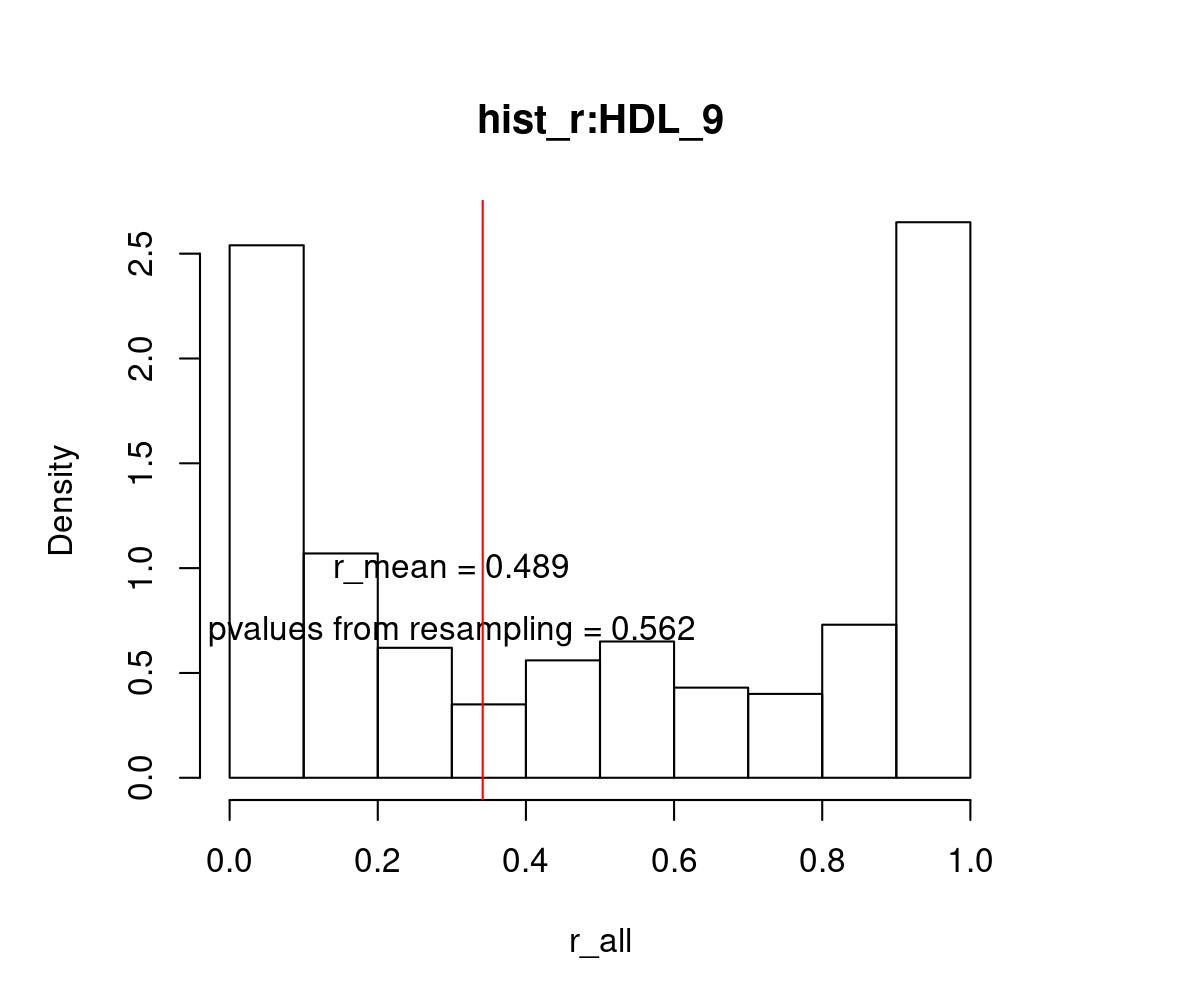 hist_r:HDL_9
Density
2.5
2.0
1.5
1.0
0.5
0.0
r_mean = 0.489
pvalues from resampling = 0.562
0.0 0.2 0.4 0.6 0.8 1.0
r_all